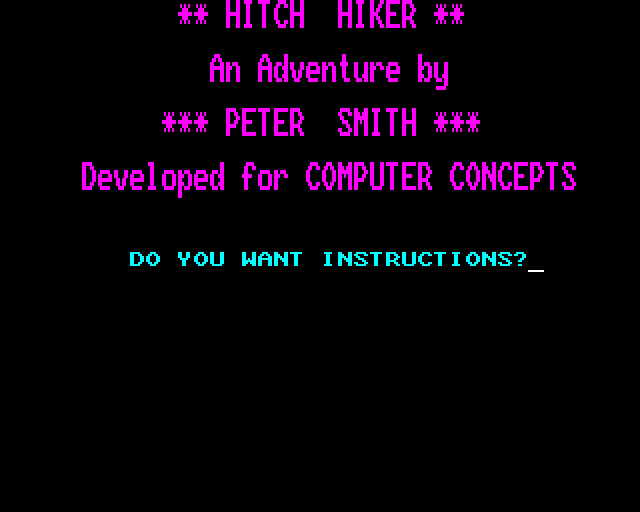 ** HITCH  HIKER **
An Adventure by
*** PETER  SMITH ***
Developed for COMPUTER CONCEPTS
DO YOU WANT INSTRUCTIONS?_